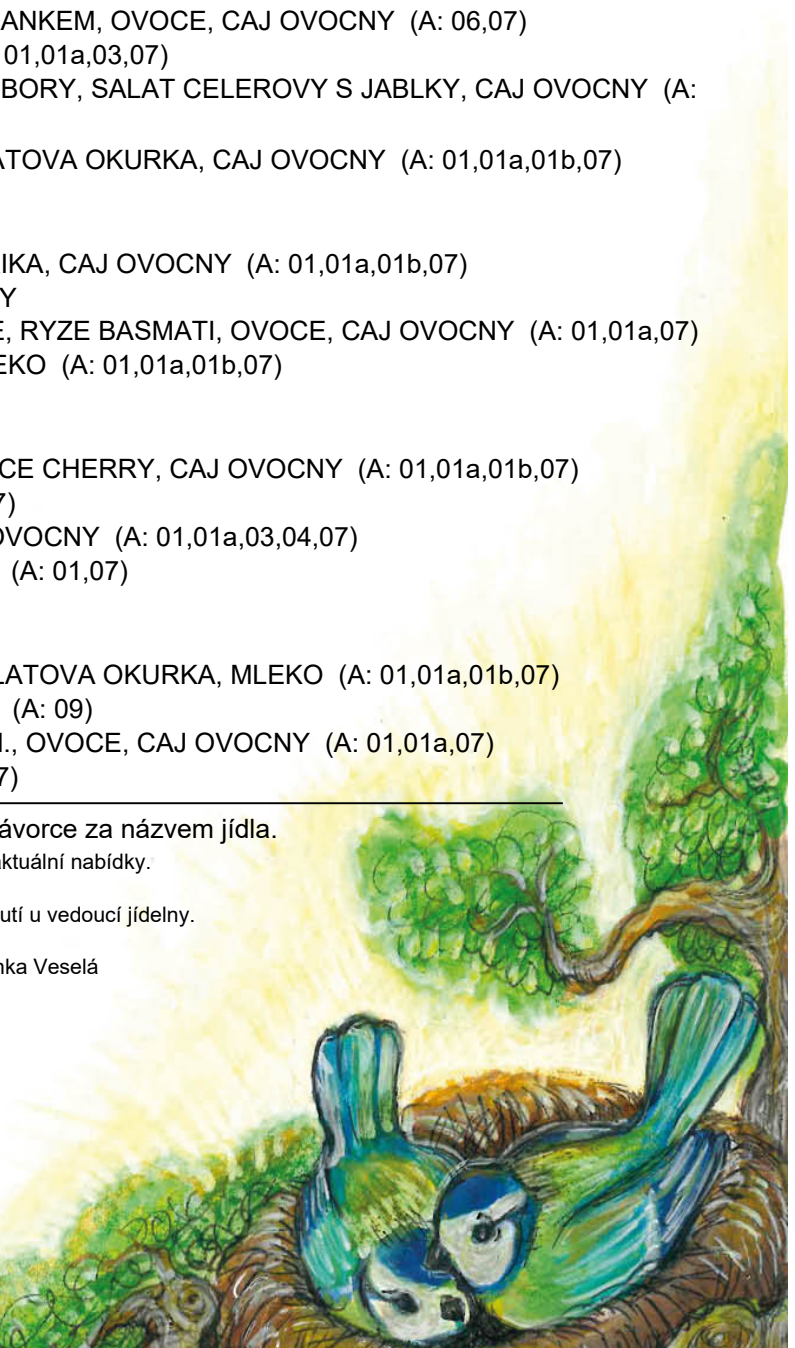 ANKEM, OVOCE, CAJ OVOCNY (A: 06,07)
01,01a,03,07)
BORY, SALAT CELEROVY S JABLKY, CAJ OVOCNY (A:
ATOVA OKURKA, CAJ OVOCNY (A: 01,01a,01b,07)
IKA, CAJ OVOCNY (A: 01,01a,01b,07)
Y
E, RYZE BASMATI, OVOCE, CAJ OVOCNY (A: 01,01a,07)
EKO (A: 01,01a,01b,07)
CE CHERRY, CAJ OVOCNY (A: 01,01a,01b,07)
7)
OVOCNY (A: 01,01a,03,04,07)
(A: 01,07)
LATOVA OKURKA, MLEKO (A: 01,01a,01b,07)
(A: 09)
I., OVOCE, CAJ OVOCNY (A: 01,01a,07)
7)
ávorce za názvem jídla.
aktuální nabídky.
utí u vedoucí jídelny.
nka Veselá